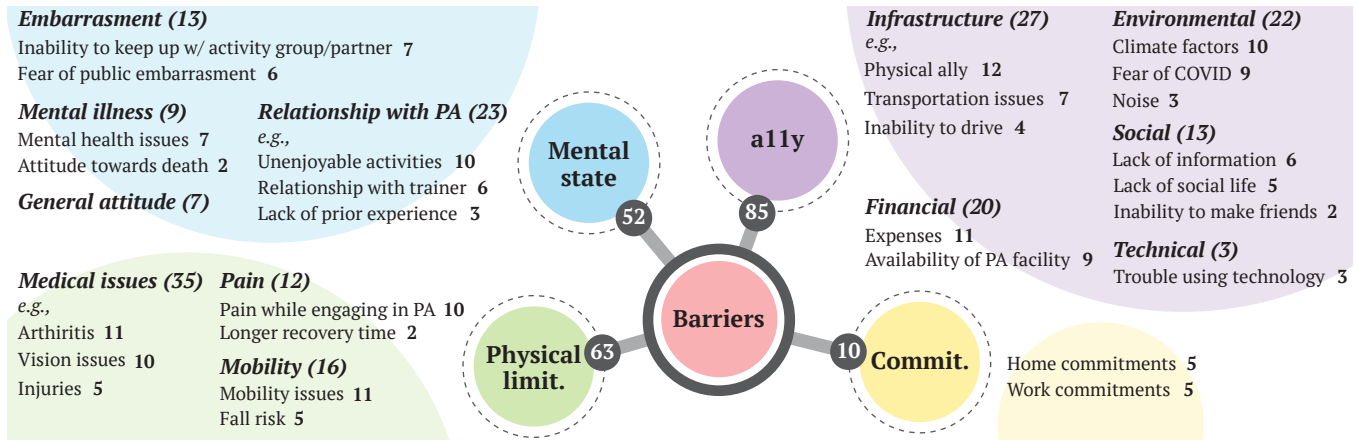 Embarrasment (13)
Inability to keep up w/ activity group/partner 7
Fear of public embarrasment 6
Mental illness (9)
Mental health issues 7
Attitude towards death 2
General attitude (7)
Relationship with PA (23)
e.g.,
Unenjoyable activities 10
Relationship with trainer 6
Lack of prior experience 3
Mental
state
52
a11y
85
Infrastructure (27)
e.g.,
Physical ally 12
Transportation issues 7
Inability to drive 4
Financial (20)
Expenses 11
Availability of PA facility 9
Environmental (22)
Climate factors 10
Fear of COVID 9
Noise 3
Social (13)
Lack of information 6
Lack of social life 5
Inability to make friends 2
Technical (3)
Trouble using technology 3
Medical issues (35)
e.g.,
Arthiritis 11
Vision issues 10
Injuries 5
Pain (12)
Pain while engaging in PA 10
Longer recovery time 2
Mobility (16)
Mobility issues 11
Fall risk 5
Physical
limit.
63
Barriers
10
Commit.
Home commitments 5
Work commitments 5